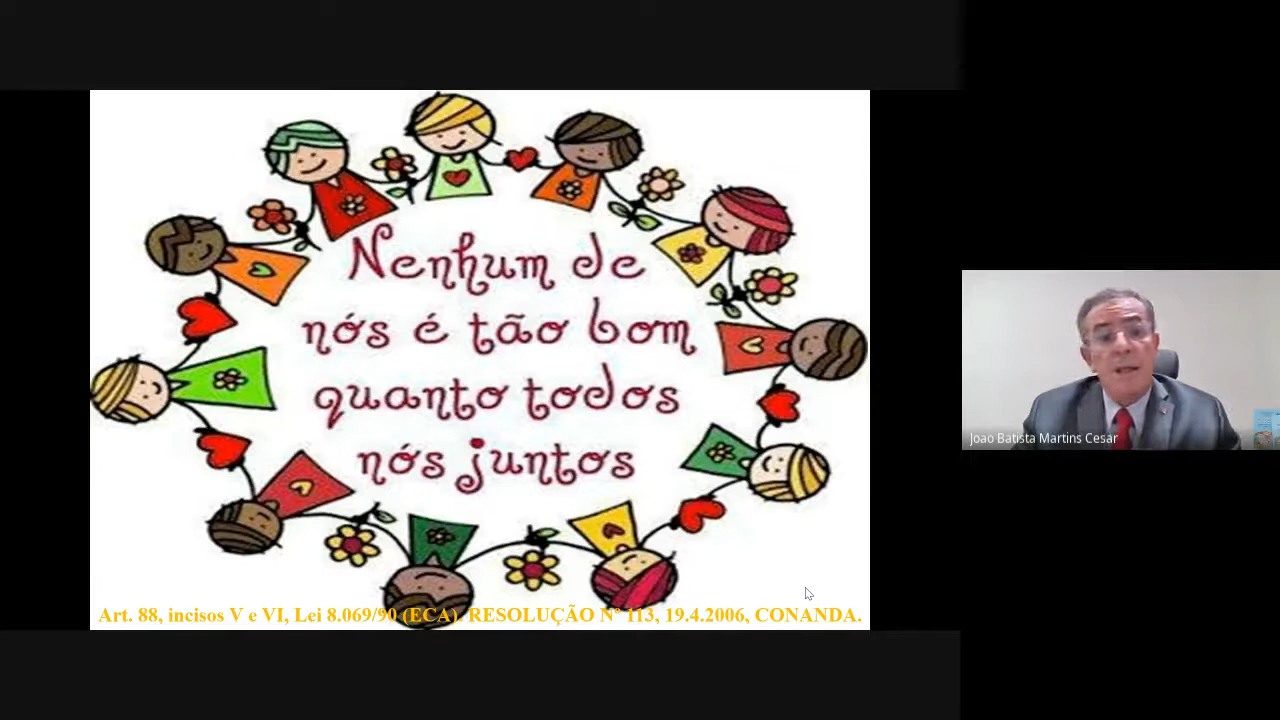 Nenhum de
nós é tão bom
quanto todos
nós juntos
Art. 88, incisos V e VI, Lei 8.069/90 (ECA). RESOLUÇÃO Nº 113, 19.4.2006, CONANDA.
Joao Batista Martins Cesar